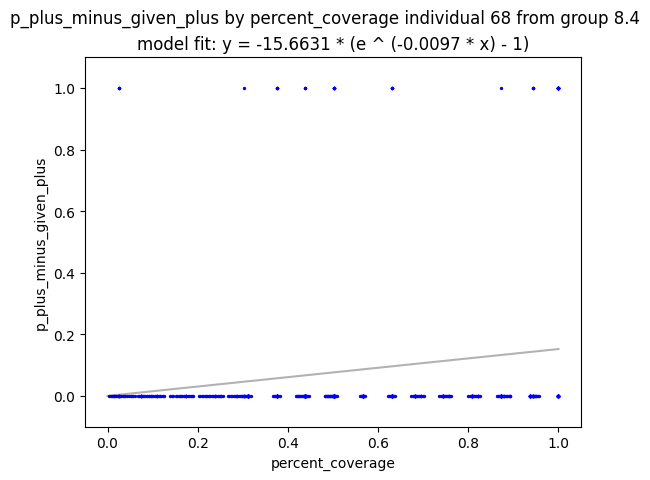 p_plus_minus_given_plus by percent_coverage individual 68 from group 8.4
model fit: y = -15.6631 * (e ^ (-0.0097 * x) - 1)
1.0
0.8
0.6
0.4
0.2
0.0
p_plus_minus_given_plus
0.0 0.2 0.4 0.6 0.8 1.0
percent_coverage